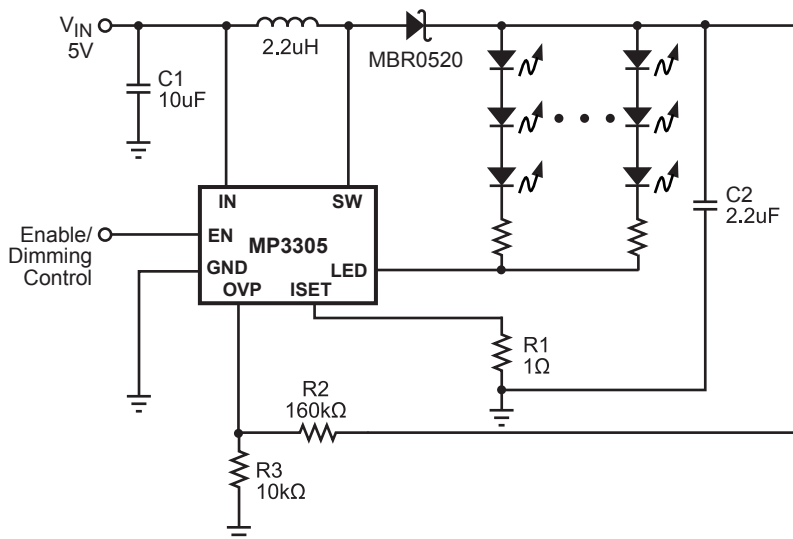 VIN
5V
2.2uH
MBR0520
C1
10uF
C2
2.2uF
IN
SW
Enable/
Dimming
Control
EN
MP3305
GND
LED
OVP
ISET
R1
1Ω
R2
160kΩ
R3
10kΩ